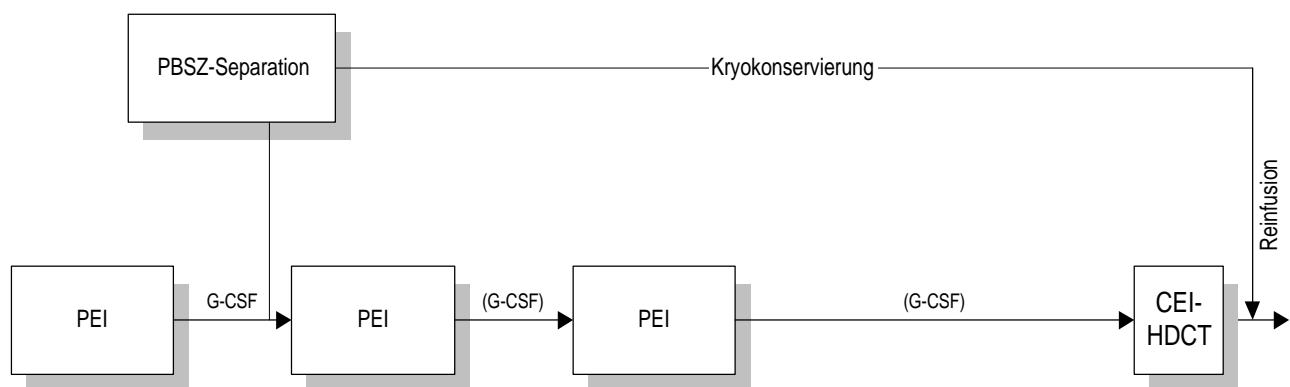 PBSZ-Separation
Kryokonservierung
Reinfusion
PEI
G-CSF
PEI
(G-CSF)
PEI
(G-CSF)
CEI-
HDCT